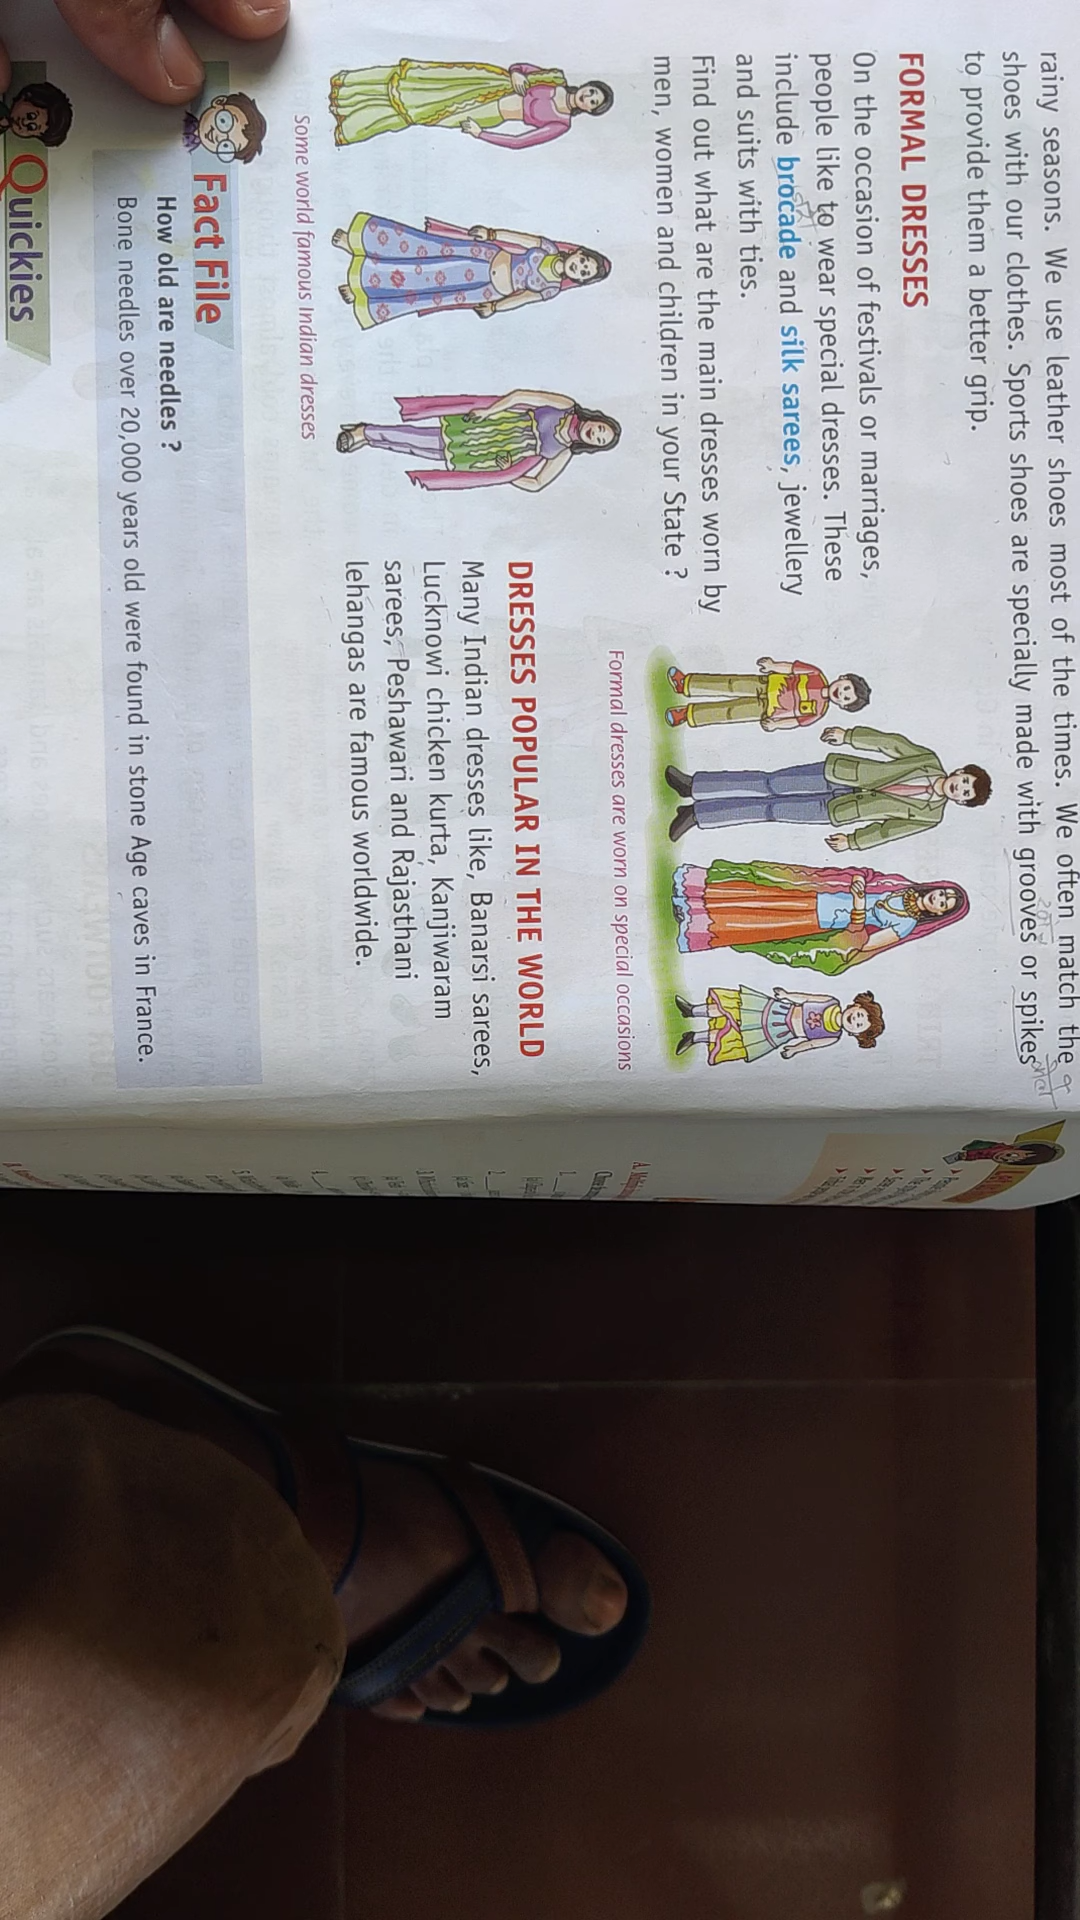 rainy seasons. We use leather shoes most of the times. We often match the
shoes with our clothes. Sports shoes are specially made with grooves or spikes
to provide them a better grip.
FORMAL DRESSES
On the occasion of festivals or marriages,
people like to wear special dresses. These
include brocade and silk sarees, jewellery
and suits with ties.
Find out what are the main dresses worn by
men, women and children in your State ?
Formal dresses are worn on special occasions
DRESSES POPULAR IN THE WORLD
Many Indian dresses like, Banarsi sarees,
Lucknowi chicken kurta, Kanjiwaram
sarees, Peshawari and Rajasthani
lehangas are famous worldwide.
Some world famous Indian dresses
Fact File
How old are needles ?
Bone needles over 20,000 years old were found in stone Age caves in France.
Quickies